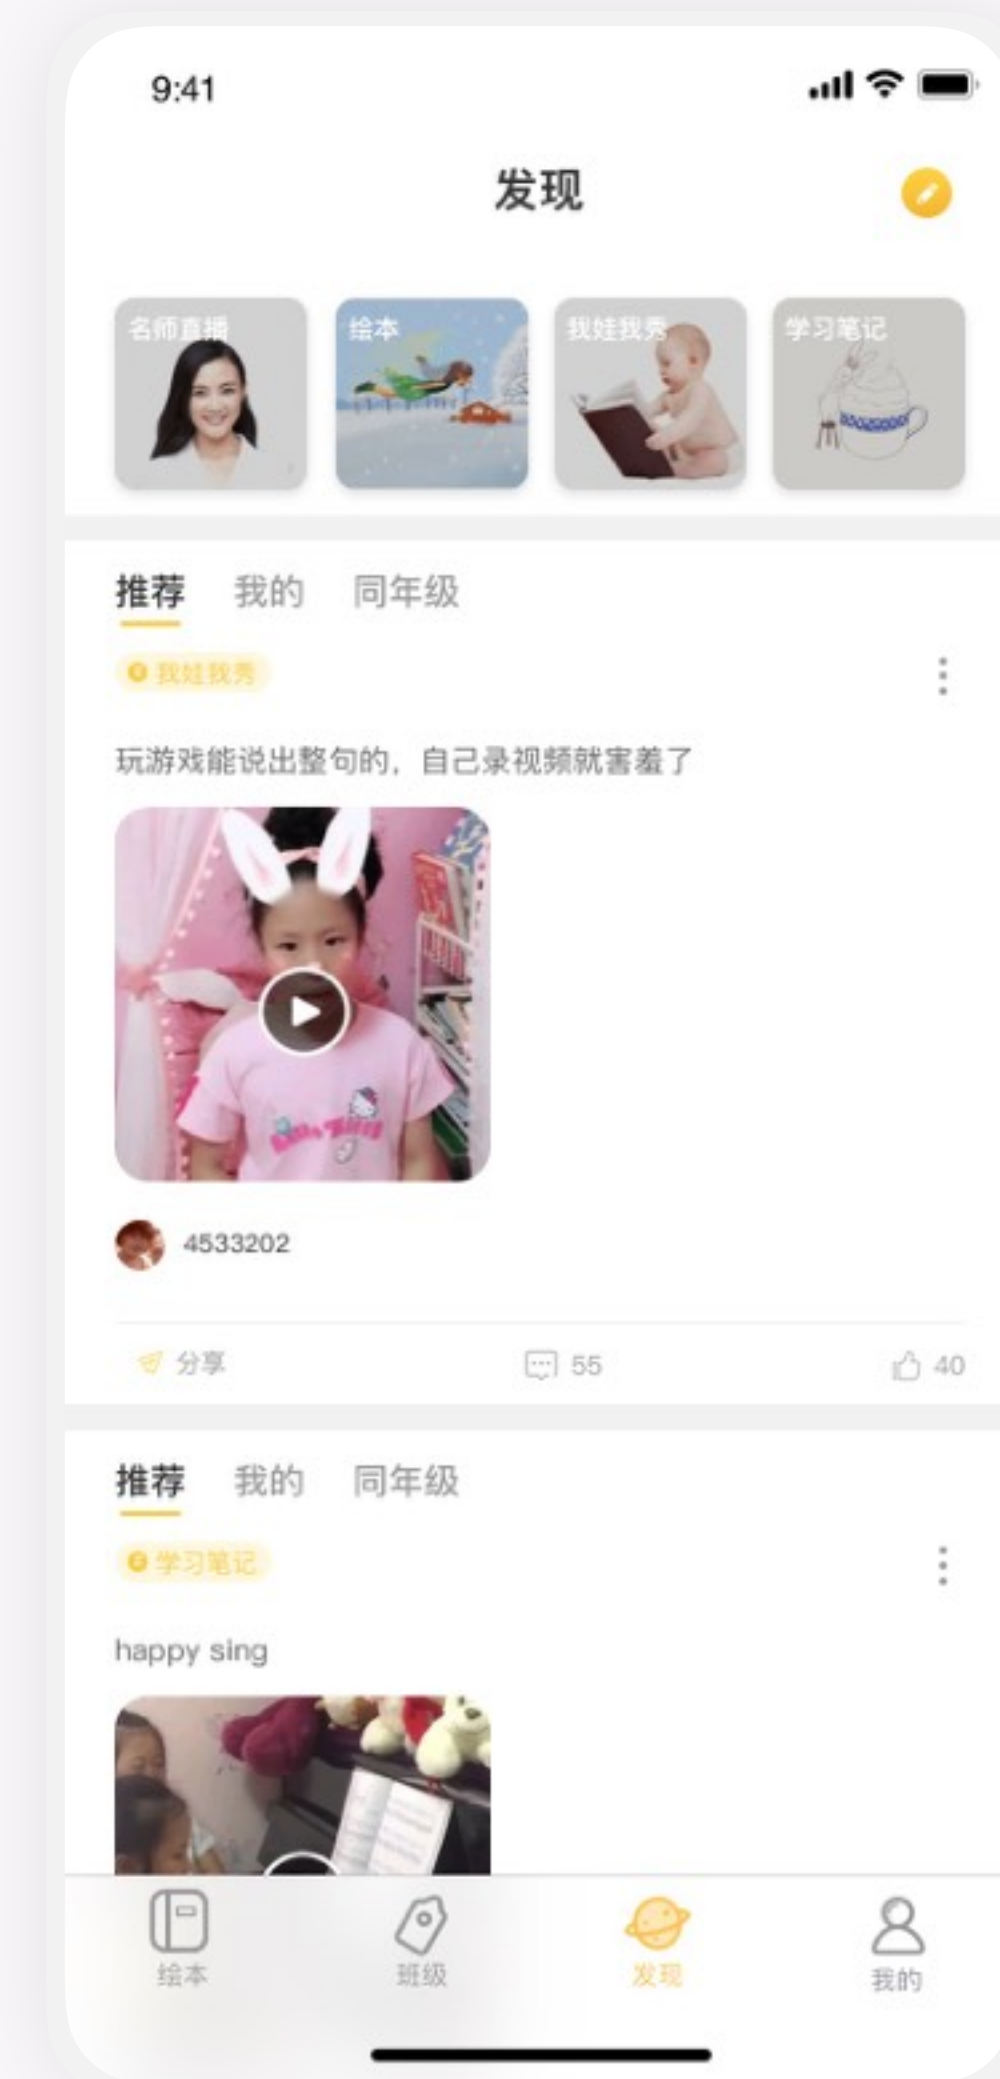 9:41
发现
名师直播
绘本
我娃我秀
学习笔记
推荐 我的 同年级
我娃我秀
玩游戏能说出整句的，自己录视频就害羞了
4533202
分享 55 40
推荐 我的 同年级
学习笔记
happy sing
绘本 班级 发现 我的